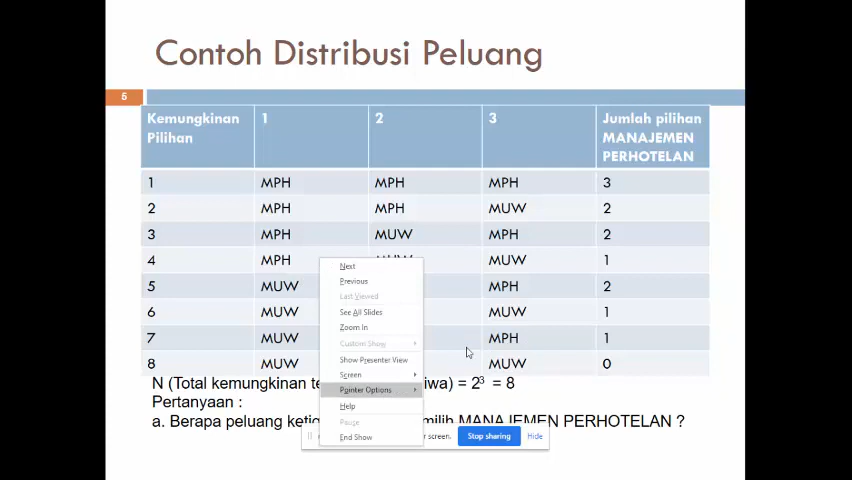 Contoh Distribusi Peluang
5
Kemungkinan Pilihan 1 2 3 Jumlah pilihan MANAJEMEN PERHOTELAN
1 MPH MPH MPH 3
2 MPH MPH MUW 2
3 MPH MUW MPH 2
4 MPH MUW MUW 1
5 MUW MPH 2
6 MUW MUW 1
7 MUW MPH 1
8 MUW MUW 0
N (Total kemungkinan iwa) = 2³ = 8
Pertanyaan :
a. Berapa peluang MANAJEMEN PERHOTELAN ?
Next
Previous
Last Viewed
See All Slides
Zoom In
Custom Show
Show Presenter View
Screen
Pointer Options
Help
Pause
End Show
screen.
Stop sharing
Hide